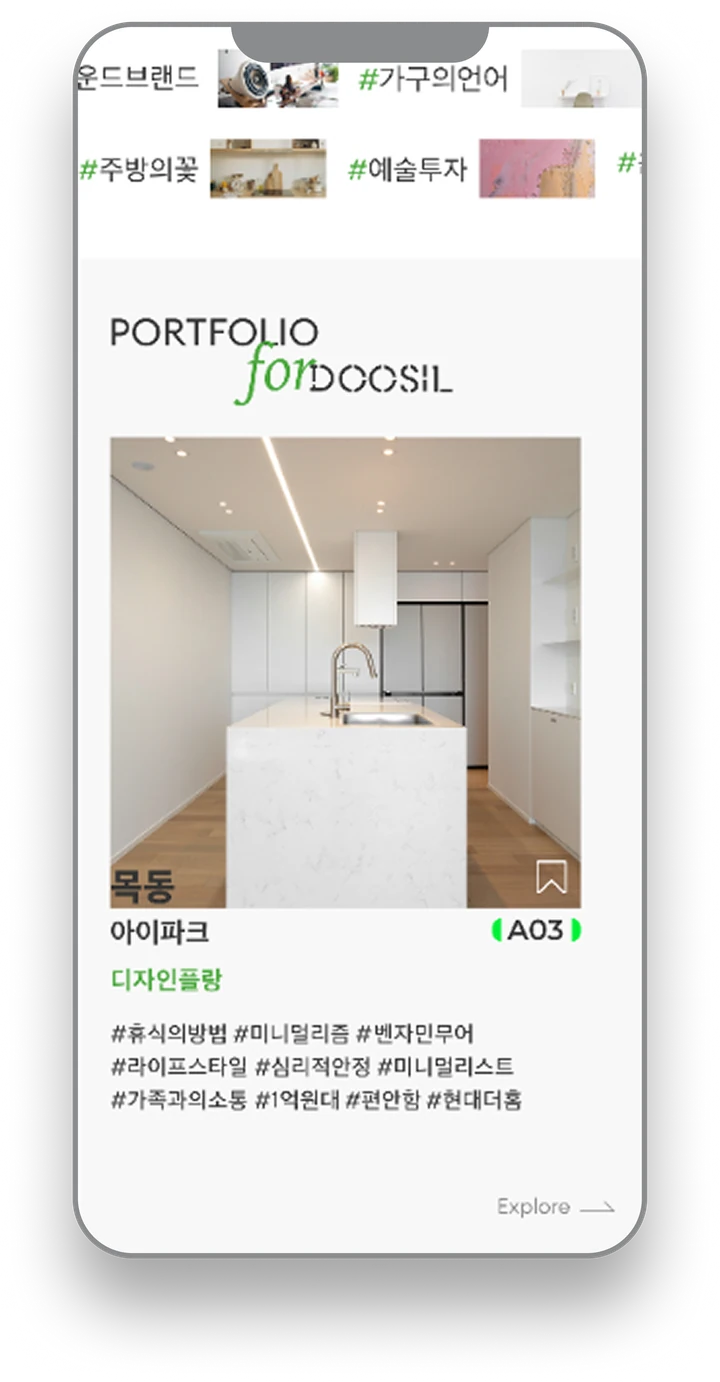 운드브랜드 #가구의언어
#주방의꽃 #예술투자 #
PORTFOLIO
for DOOSIL
목동
아이파크 A03
디자인플랑
#휴식의방법 #미니멀리즘 #벤자민무어
#라이프스타일 #심리적안정 #미니멀리스트
#가족과의소통 #1억원대 #편안함 #현대더홈
Explore